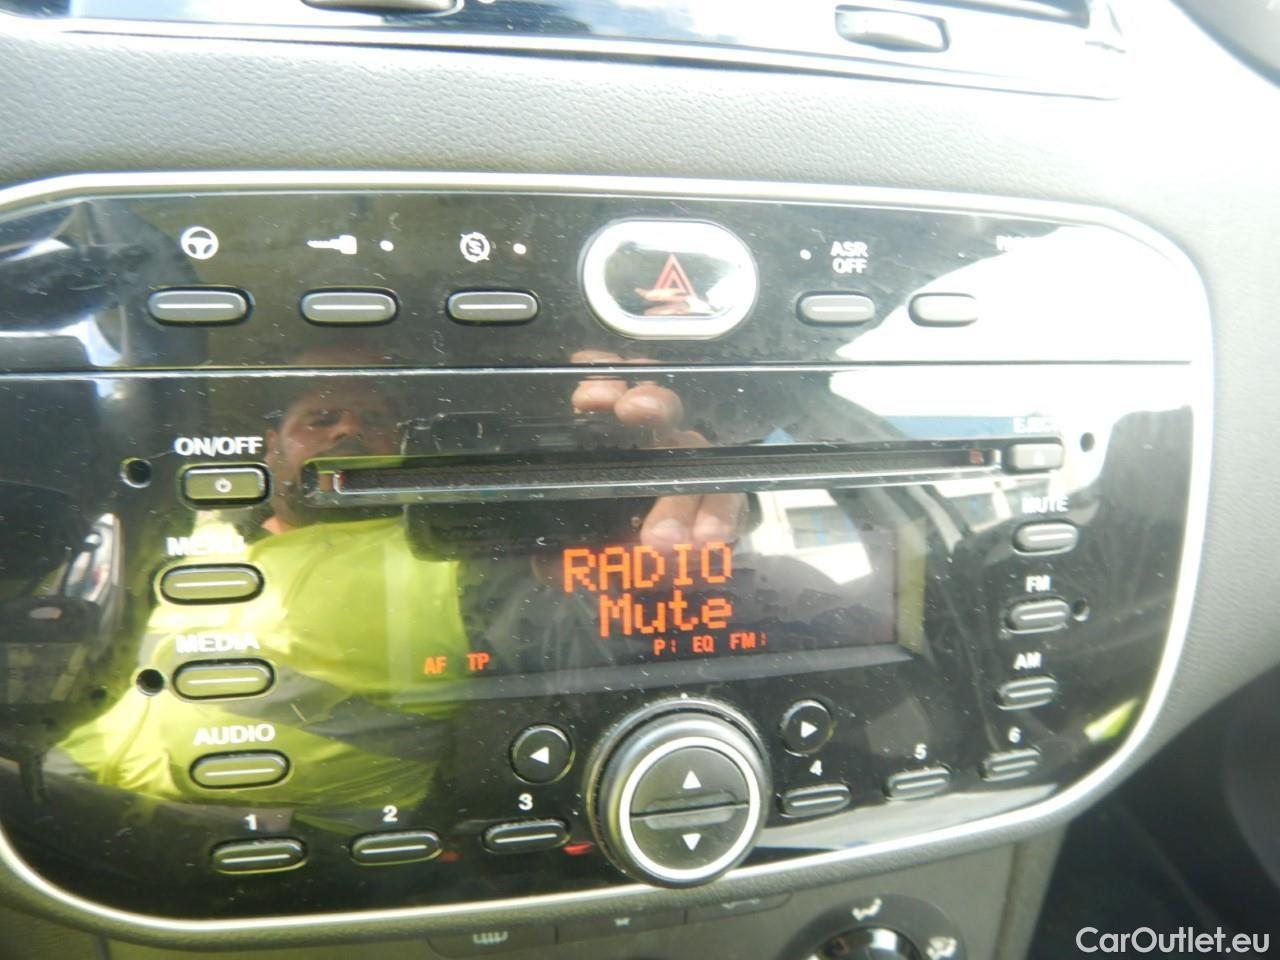 ASR
OFF
ON/OFF
MUTE
MENU
RADIO
Mute
FM
P: EQ FM:
AF TP
MEDIA
AM
AUDIO
1
2
3
4
5
6
CarOutlet.eu